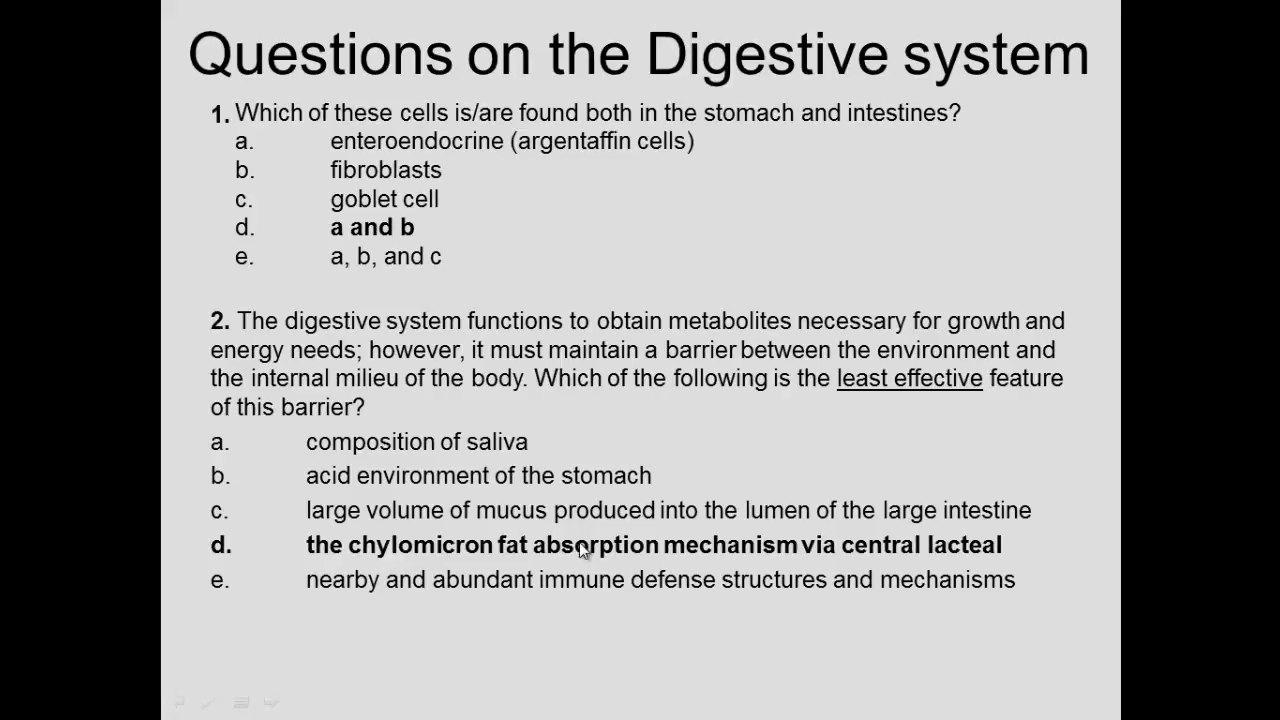 Questions on the Digestive system
1. Which of these cells is/are found both in the stomach and intestines?
a. enteroendocrine (argentaffin cells)
b. fibroblasts
c. goblet cell
d. a and b
e. a, b, and c
2. The digestive system functions to obtain metabolites necessary for growth and
energy needs; however, it must maintain a barrier between the environment and
the internal milieu of the body. Which of the following is the least effective feature
of this barrier?
a. composition of saliva
b. acid environment of the stomach
c. large volume of mucus produced into the lumen of the large intestine
d. the chylomicron fat absorption mechanism via central lacteal
e. nearby and abundant immune defense structures and mechanisms